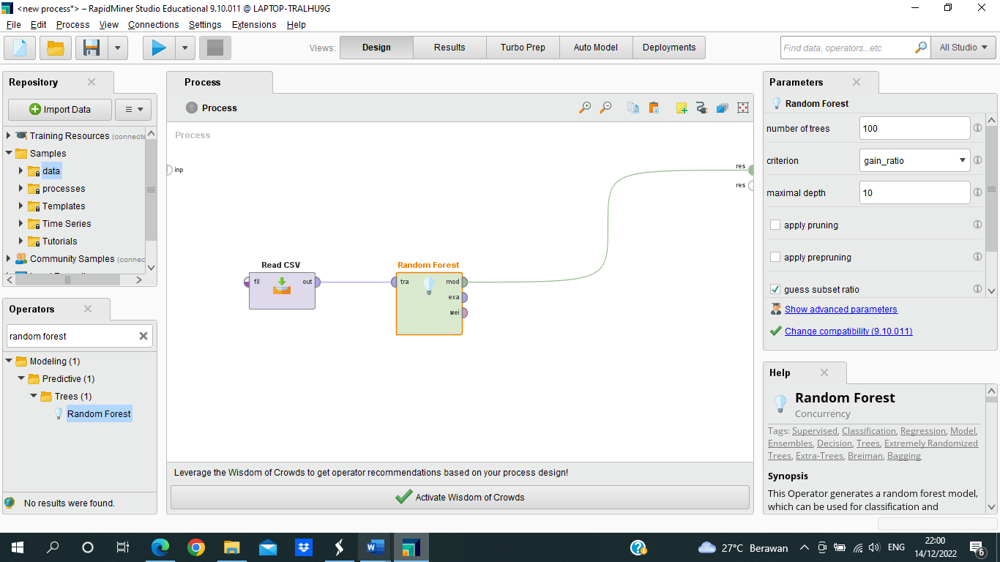 <new process*> – RapidMiner Studio Educational 9.10.011 @ LAPTOP-TRALHU9G
File Edit Process View Connections Settings Extensions Help
Views: Design Results Turbo Prep Auto Model Deployments
Find data, operators...etc
All Studio
Repository
Import Data
Training Resources (connecte
Samples
data
processes
Templates
Time Series
Tutorials
Community Samples (connec
Operators
random forest
Modeling (1)
Predictive (1)
Trees (1)
Random Forest
No results were found.
Process
Process
Process
inp
res
res
Read CSV
fil out
Random Forest
tra mod
exa
wei
Leverage the Wisdom of Crowds to get operator recommendations based on your process design!
Activate Wisdom of Crowds
Parameters
Random Forest
number of trees 100
criterion gain_ratio
maximal depth 10
apply pruning
apply prepruning
guess subset ratio
Show advanced parameters
Change compatibility (9.10.011)
Help
Random Forest
Concurrency
Tags: Supervised, Classification, Regression, Model,
Ensembles, Decision, Trees, Extremely Randomized
Trees, Extra-Trees, Breiman, Bagging
Synopsis
This Operator generates a random forest model,
which can be used for classification and
27°C Berawan
ENG
22:00
14/12/2022
6